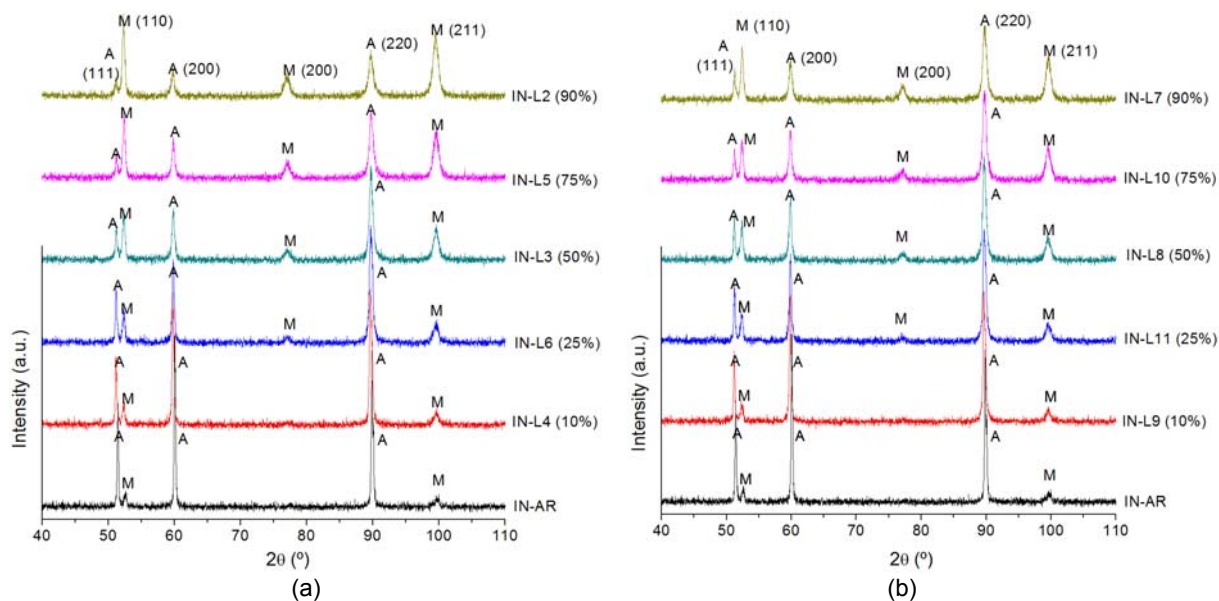 M (110)
A
(111)
A (200)
M (200)
A (220)
M (211)
IN-L2 (90%)
A
M
A
M
A
M
IN-L5 (75%)
A
M
A
M
A
M
IN-L3 (50%)
A
M
A
A
M
A
M
IN-L6 (25%)
A
M
A
A
M
IN-L4 (10%)
A
M
A
A
M
IN-AR
40 50 60 70 80 90 100 110
2θ (º)
Intensity (a.u.)
(a)
A
(111)
M (110)
A (200)
M (200)
A (220)
M (211)
IN-L7 (90%)
A
M
A
M
A
M
IN-L10 (75%)
A
M
A
M
A
M
IN-L8 (50%)
A
M
A
M
A
M
IN-L11 (25%)
A
M
A
A
M
IN-L9 (10%)
A
M
A
A
M
IN-AR
40 50 60 70 80 90 100 110
2θ (º)
Intensity (a.u.)
(b)